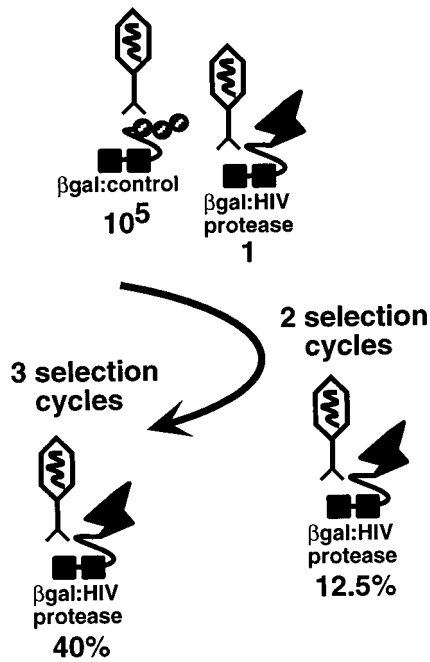 βgal:control
10⁵
βgal:HIV
protease
1
2 selection
cycles
3 selection
cycles
βgal:HIV
protease
12.5%
βgal:HIV
protease
40%